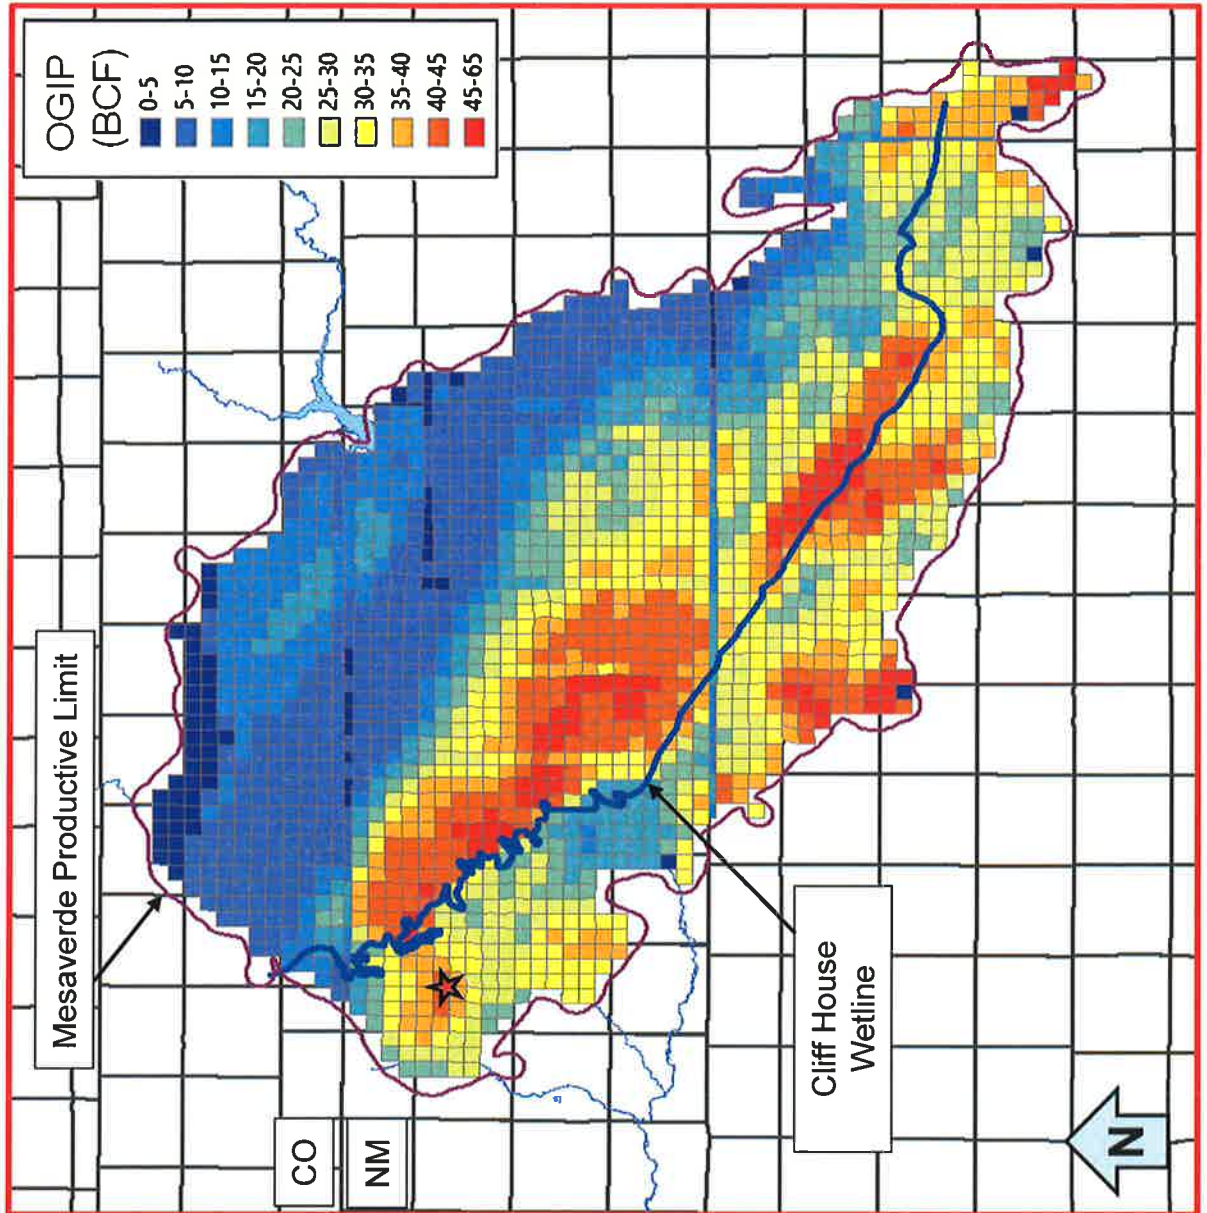 Mesaverde Productive Limit
OGIP
(BCF)
0-5
5-10
10-15
15-20
20-25
25-30
30-35
35-40
40-45
45-65
CO
NM
Cliff House
Wetline
N